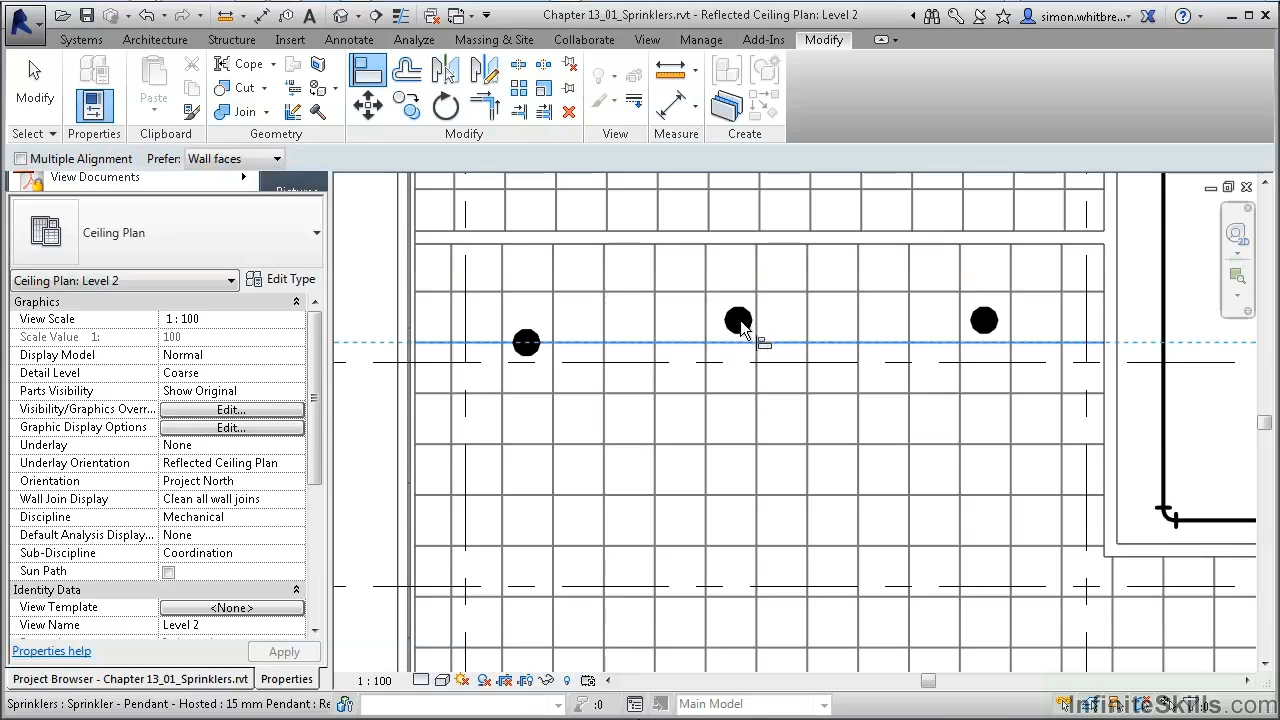 Chapter 13_01_Sprinklers.rvt - Reflected Ceiling Plan: Level 2
simon.whitbre...
Systems Architecture Structure Insert Annotate Analyze Massing & Site Collaborate View Manage Add-Ins Modify
Modify Paste Cope Cut Join
Select Properties Clipboard Geometry Modify View Measure Create
Multiple Alignment Prefer: Wall faces
View Documents
Ceiling Plan
Ceiling Plan: Level 2 Edit Type
Graphics
View Scale 1 : 100
Scale Value 1: 100
Display Model Normal
Detail Level Coarse
Parts Visibility Show Original
Visibility/Graphics Overr... Edit...
Graphic Display Options Edit...
Underlay None
Underlay Orientation Reflected Ceiling Plan
Orientation Project North
Wall Join Display Clean all wall joins
Discipline Mechanical
Default Analysis Display... None
Sub-Discipline Coordination
Sun Path
Identity Data
View Template <None>
View Name Level 2
Properties help Apply
Project Browser - Chapter 13_01_Sprinklers.rvt Properties
1 : 100
Sprinklers : Sprinkler - Pendant - Hosted : 15 mm Pendant: Re :0 Main Model
InfiniteSkills.com
2D